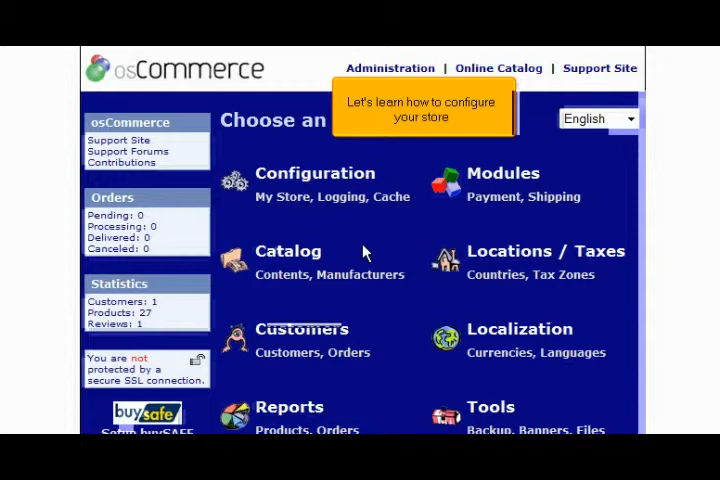 osCommerce
Administration | Online Catalog | Support Site
Let's learn how to configure
your store
osCommerce
Support Site
Support Forums
Contributions
Orders
Pending: 0
Processing: 0
Delivered: 0
Canceled: 0
Statistics
Customers: 1
Products: 27
Reviews: 1
You are not
protected by a
secure SSL connection.
buysafe
Setup buySAFE
Choose an
English
Configuration
My Store, Logging, Cache
Modules
Payment, Shipping
Catalog
Contents, Manufacturers
Locations / Taxes
Countries, Tax Zones
Customers
Customers, Orders
Localization
Currencies, Languages
Reports
Products, Orders
Tools
Backup, Banners, Files